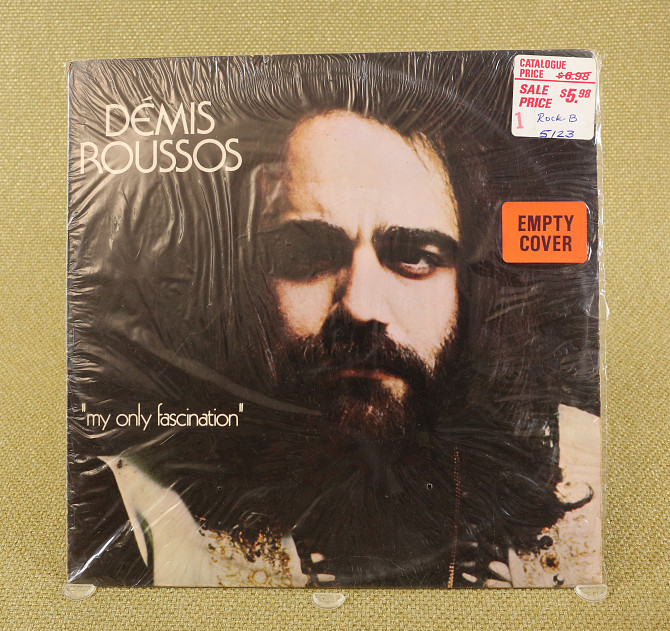 DÉMIS
ROUSSOS
"my only fascination"
CATALOGUE
PRICE $6.98
SALE
PRICE $5.98
1 Rock-B
5123
EMPTY
COVER